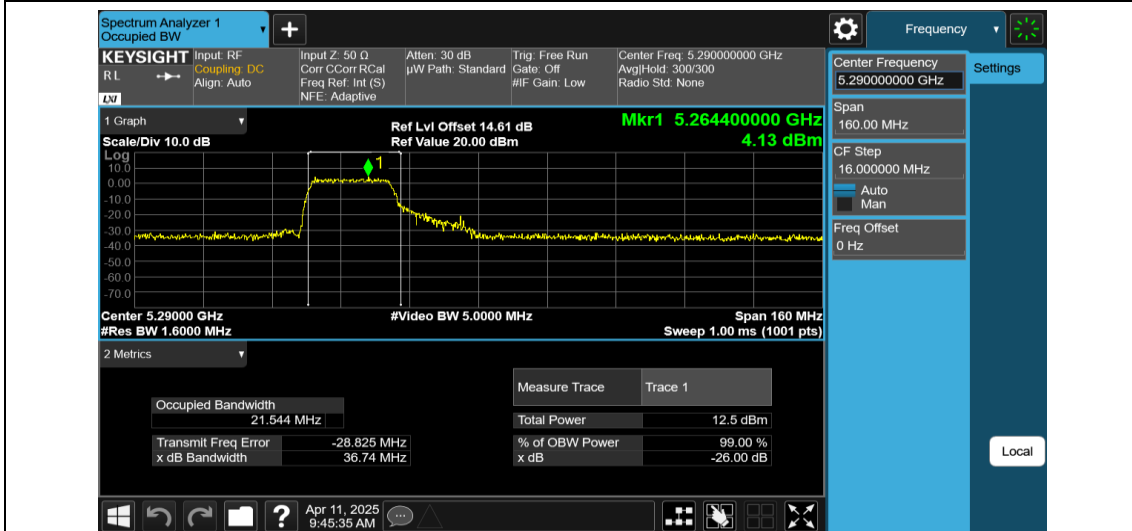 Spectrum Analyzer 1
Occupied BW
Frequency
KEYSIGHT
R L
LXI
Input: RF
Coupling: DC
Align: Auto
Input Z: 50 Ω
Corr CCorr RCal
Freq Ref: Int (S)
NFE: Adaptive
Atten: 30 dB
µW Path: Standard
Trig: Free Run
Gate: Off
#IF Gain: Low
Center Freq: 5.290000000 GHz
Avg|Hold: 300/300
Radio Std: None
Center Frequency
5.290000000 GHz
Settings
Span
160.00 MHz
CF Step
16.000000 MHz
Auto
Man
Freq Offset
0 Hz
1 Graph
Scale/Div 10.0 dB
Ref Lvl Offset 14.61 dB
Ref Value 20.00 dBm
Mkr1 5.264400000 GHz
4.13 dBm
Log
10.0
0.00
-10.0
-20.0
-30.0
-40.0
-50.0
-60.0
-70.0
1
Center 5.29000 GHz
#Video BW 5.0000 MHz
Span 160 MHz
#Res BW 1.6000 MHz
Sweep 1.00 ms (1001 pts)
2 Metrics
Measure Trace
Trace 1
Occupied Bandwidth
21.544 MHz
Total Power
12.5 dBm
Transmit Freq Error
-28.825 MHz
% of OBW Power
99.00 %
x dB Bandwidth
36.74 MHz
x dB
-26.00 dB
Local
?
Apr 11, 2025
9:45:35 AM